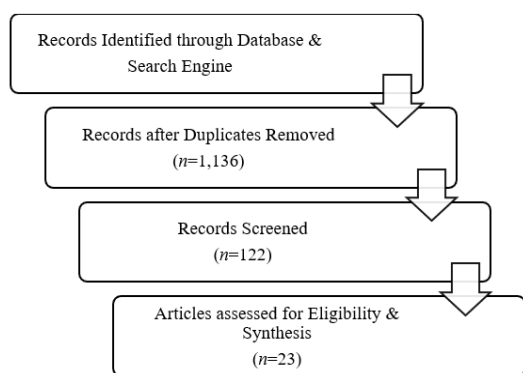 Records Identified through Database &
Search Engine
Records after Duplicates Removed
(n=1,136)
Records Screened
(n=122)
Articles assessed for Eligibility &
Synthesis
(n=23)